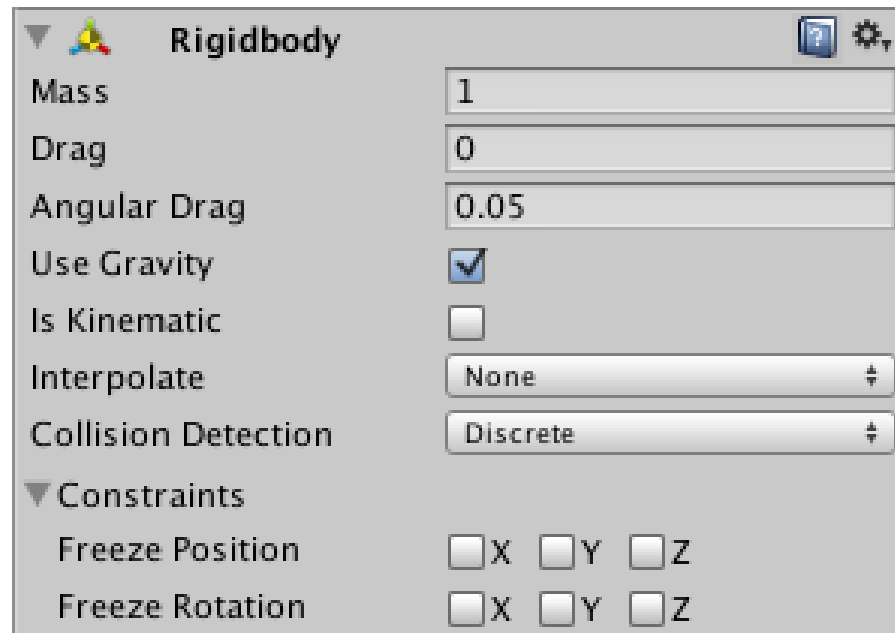 Rigidbody ?
Mass 1
Drag 0
Angular Drag 0.05
Use Gravity
Is Kinematic
Interpolate None
Collision Detection Discrete
Constraints
Freeze Position X Y Z
Freeze Rotation X Y Z